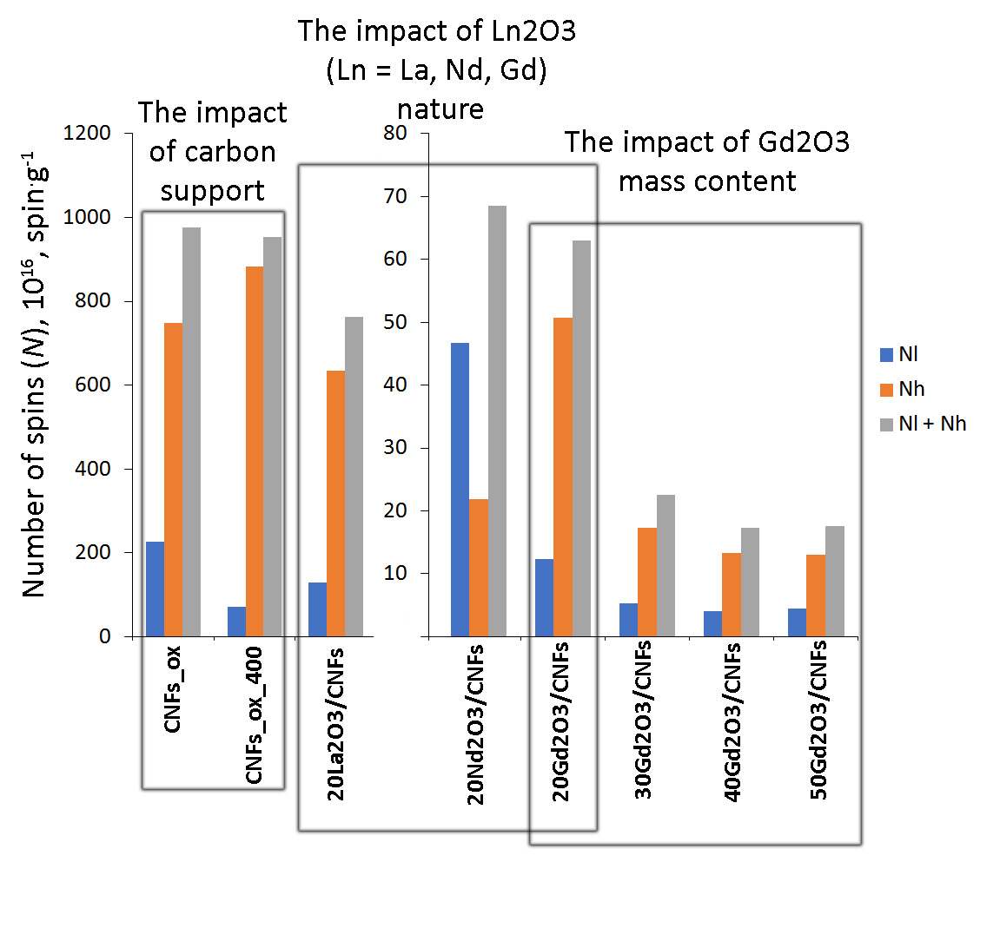 The impact of Ln2O3
(Ln = La, Nd, Gd)
nature
The impact
of carbon
support
The impact of Gd2O3
mass content
Number of spins (N), 10¹⁶, spin·g⁻¹
1200
1000
800
600
400
200
0
80
70
60
50
40
30
20
10
Nl
Nh
Nl + Nh
CNFs_ox
CNFs_ox_400
20La2O3/CNFs
20Nd2O3/CNFs
20Gd2O3/CNFs
30Gd2O3/CNFs
40Gd2O3/CNFs
50Gd2O3/CNFs